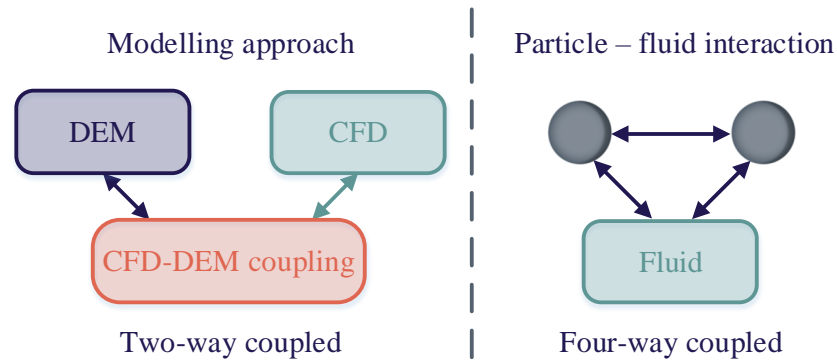 Modelling approach
DEM
CFD
CFD-DEM coupling
Two-way coupled
Particle – fluid interaction
Fluid
Four-way coupled